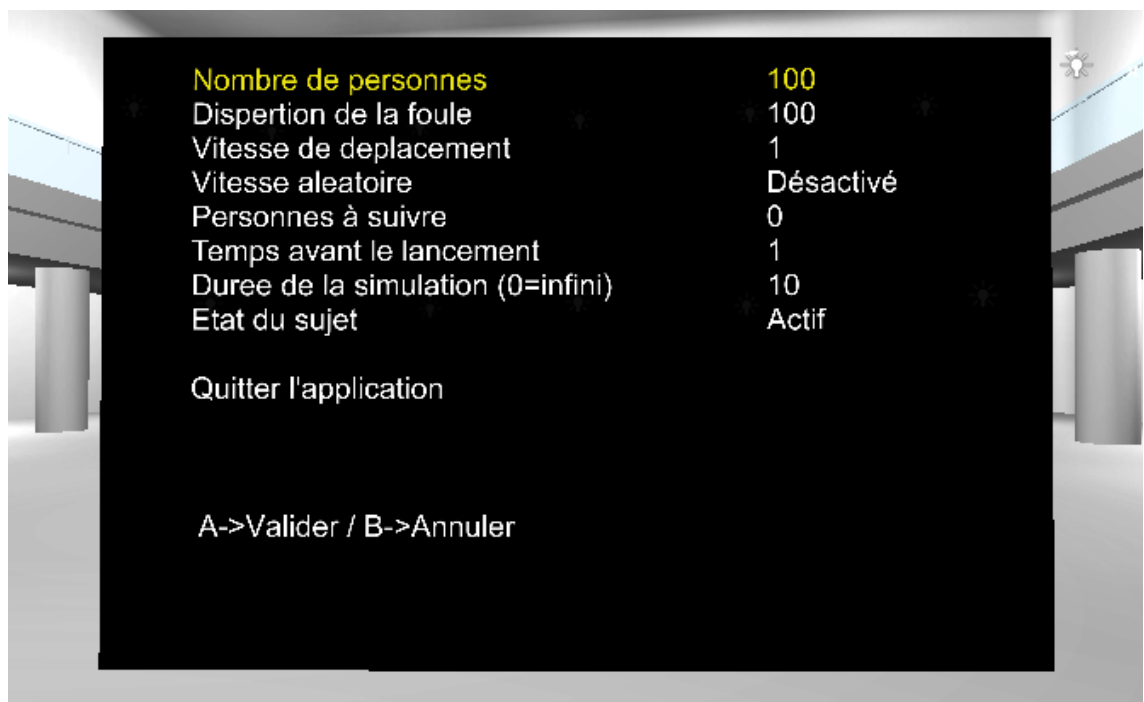 Nombre de personnes 100
Dispertion de la foule 100
Vitesse de deplacement 1
Vitesse aleatoire Désactivé
Personnes à suivre 0
Temps avant le lancement 1
Duree de la simulation (0=infini) 10
Etat du sujet Actif
Quitter l'application
A->Valider / B->Annuler